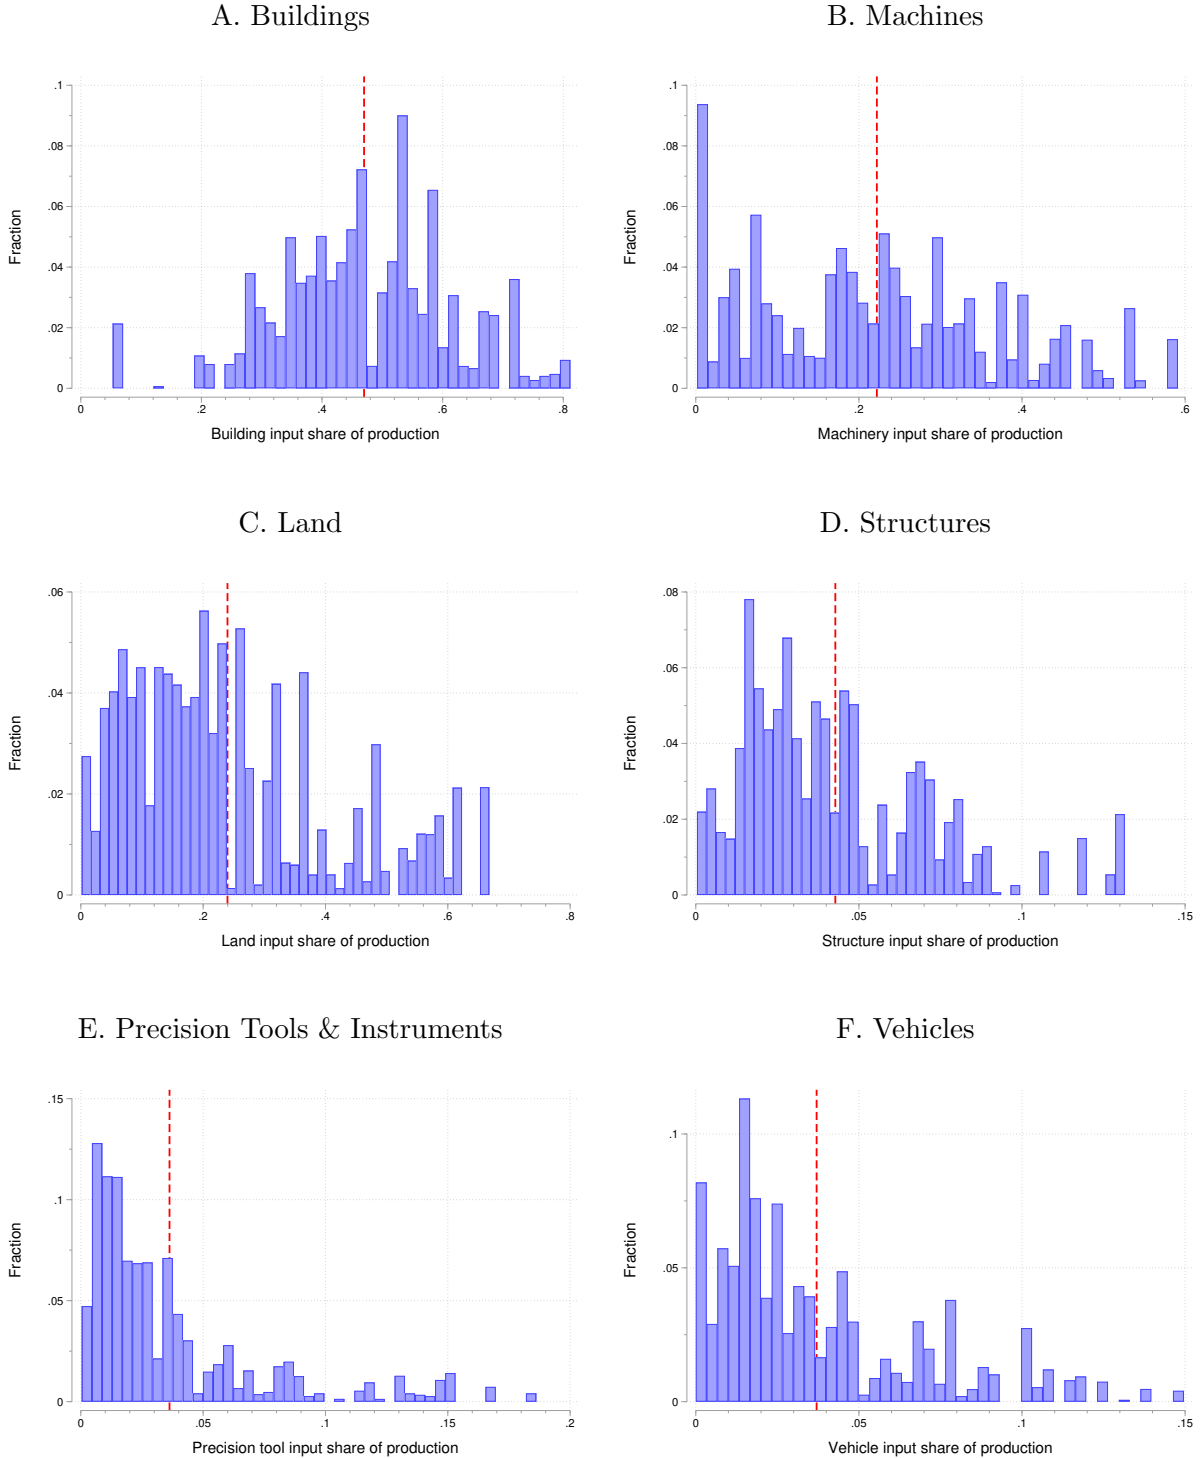 A. Buildings
.1
.08
.06
.04
.02
0
Fraction
0 .2 .4 .6 .8
Building input share of production
B. Machines
.1
.08
.06
.04
.02
0
Fraction
0 .2 .4 .6
Machinery input share of production
C. Land
.06
.04
.02
0
Fraction
0 .2 .4 .6 .8
Land input share of production
D. Structures
.08
.06
.04
.02
0
Fraction
0 .05 .1 .15
Structure input share of production
E. Precision Tools & Instruments
.15
.1
.05
0
Fraction
0 .05 .1 .15 .2
Precision tool input share of production
F. Vehicles
.1
.05
0
Fraction
0 .05 .1 .15
Vehicle input share of production